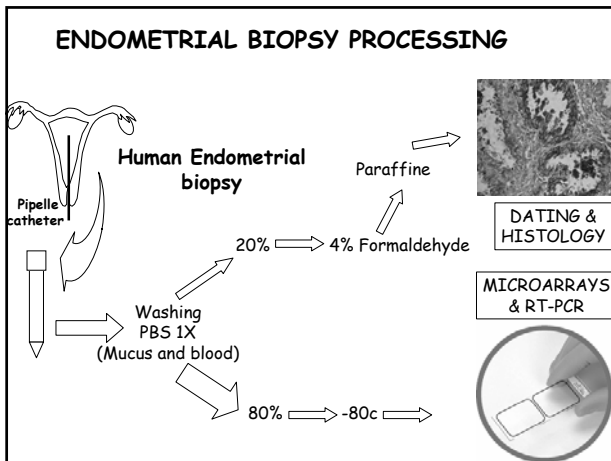 ENDOMETRIAL BIOPSY PROCESSING
Human Endometrial
biopsy
Pipelle
catheter
Paraffine
20%
4% Formaldehyde
DATING &
HISTOLOGY
Washing
PBS 1X
(Mucus and blood)
MICROARRAYS
& RT-PCR
80%
-80c